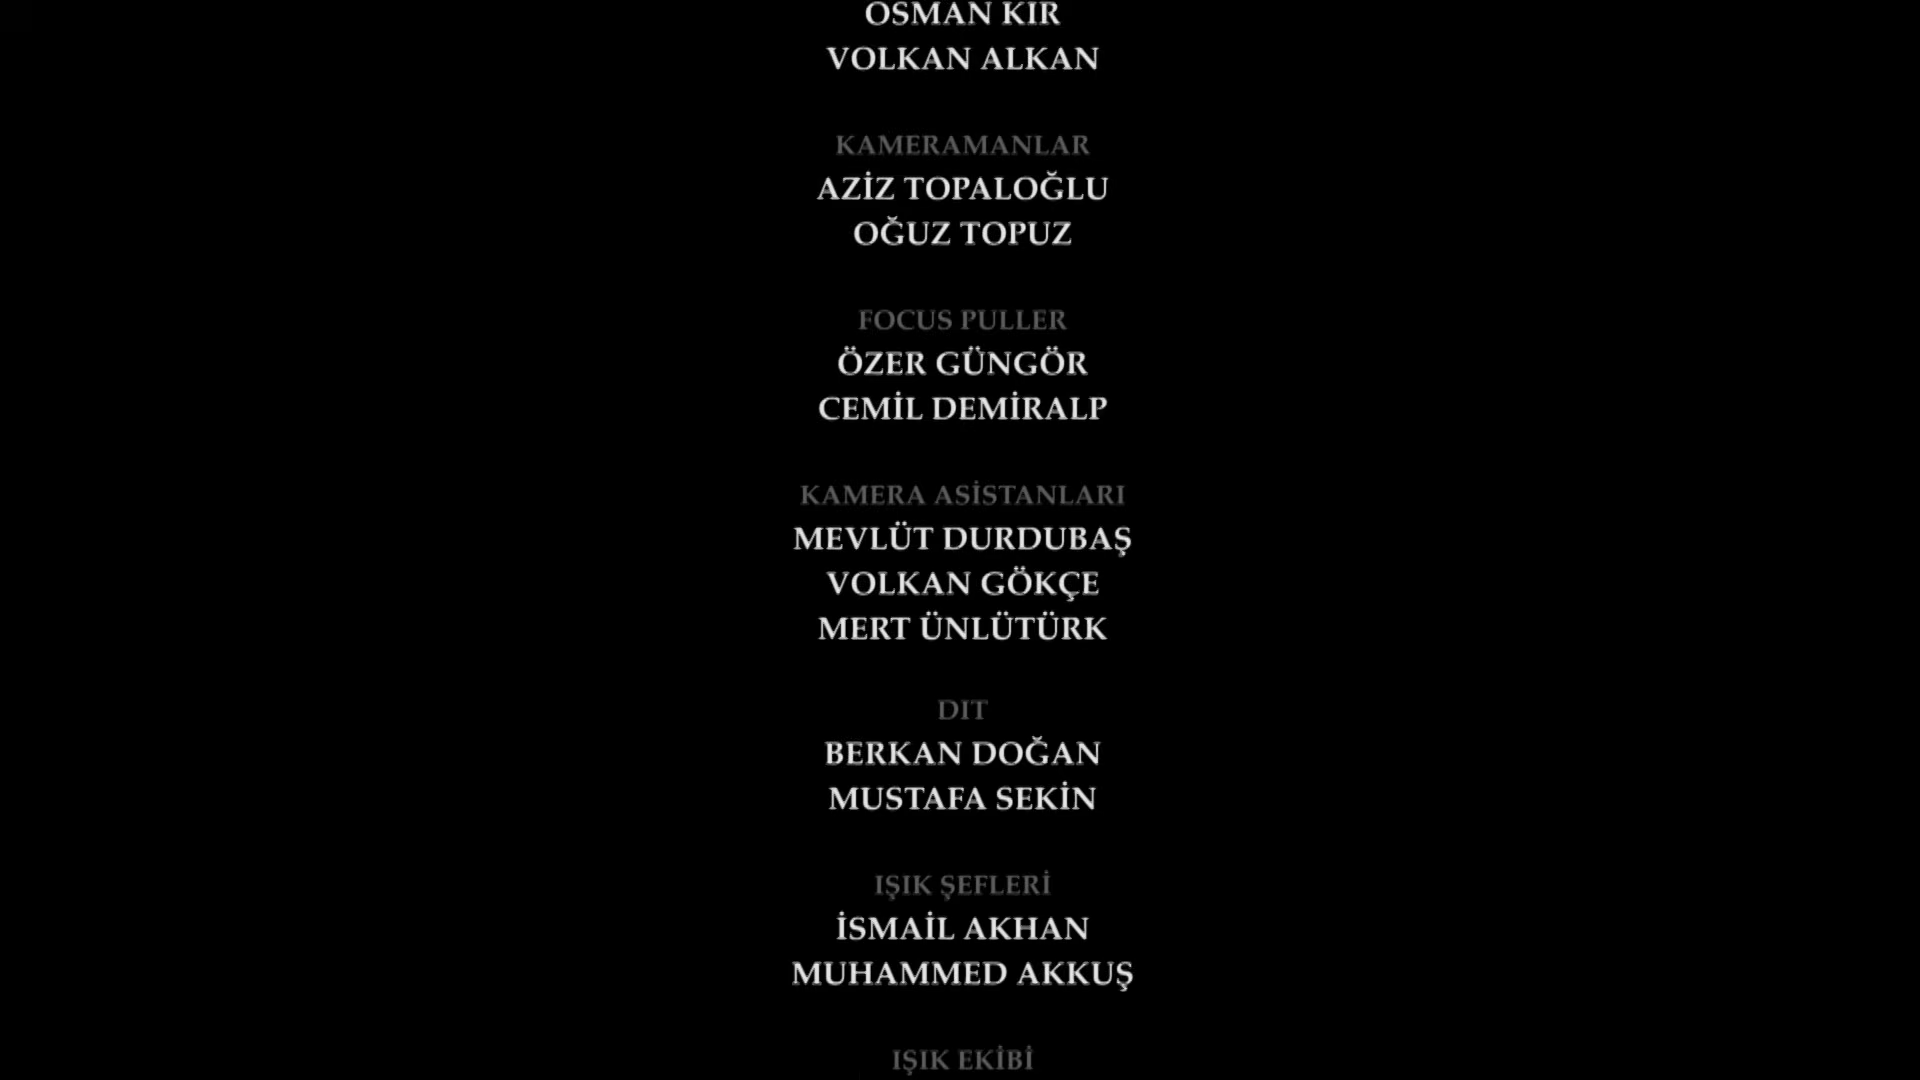 OSMAN KIR
VOLKAN ALKAN
KAMERAMANLAR
AZİZ TOPALOĞLU
OĞUZ TOPUZ
FOCUS PULLER
ÖZER GÜNGÖR
CEMİL DEMİRALP
KAMERA ASİSTANLARI
MEVLÜT DURDUBAŞ
VOLKAN GÖKÇE
MERT ÜNLÜTÜRK
DIT
BERKAN DOĞAN
MUSTAFA SEKİN
IŞIK ŞEFLERİ
İSMAİL AKHAN
MUHAMMED AKKUŞ
IŞIK EKİBİ